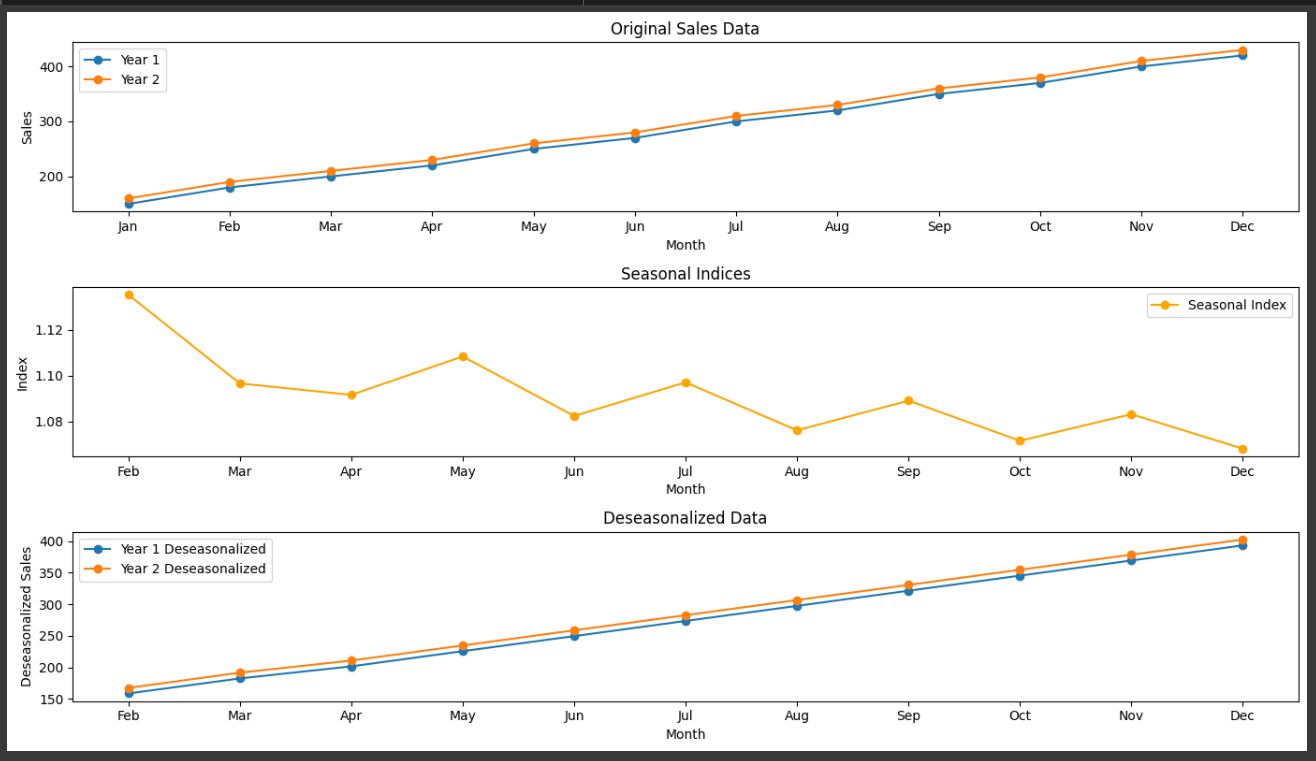 Original Sales Data
Year 1
Year 2
400
300
200
Sales
Jan Feb Mar Apr May Jun Jul Aug Sep Oct Nov Dec
Month
Seasonal Indices
Seasonal Index
1.12
1.10
1.08
Index
Feb Mar Apr May Jun Jul Aug Sep Oct Nov Dec
Month
Deseasonalized Data
Year 1 Deseasonalized
Year 2 Deseasonalized
400
350
300
250
200
150
Deseasonalized Sales
Feb Mar Apr May Jun Jul Aug Sep Oct Nov Dec
Month